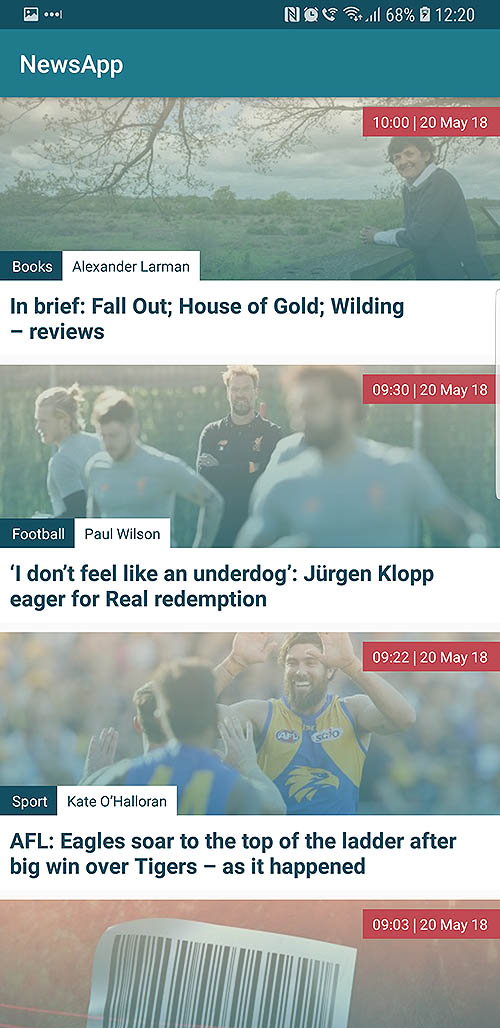 68% 12:20
NewsApp
10:00 | 20 May 18
Books Alexander Larman
In brief: Fall Out; House of Gold; Wilding
– reviews
09:30 | 20 May 18
Football Paul Wilson
‘I don’t feel like an underdog’: Jürgen Klopp
eager for Real redemption
09:22 | 20 May 18
AFL
Sport Kate O’Halloran
AFL: Eagles soar to the top of the ladder after
big win over Tigers – as it happened
09:03 | 20 May 18